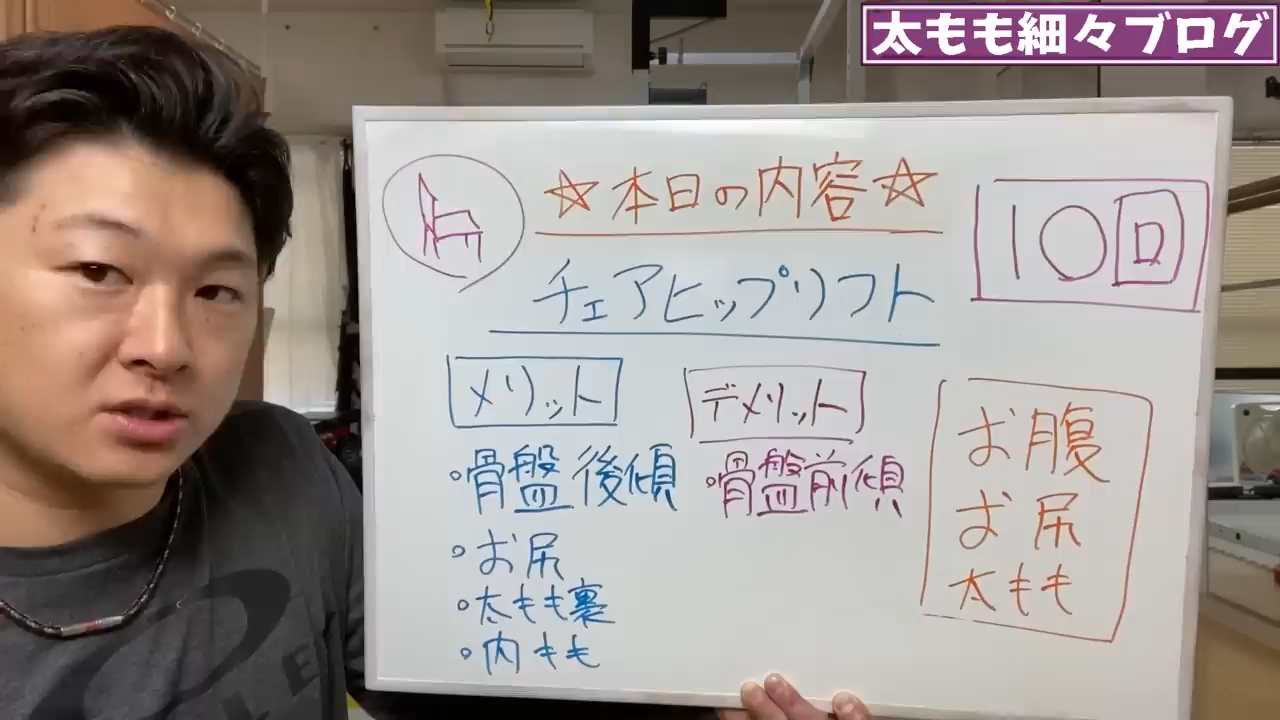 太もも細々ブログ
☆本日の内容☆
10回
チェアヒップリフト
メリット
・骨盤後傾
・お尻
・太もも裏
・内もも
デメリット
・骨盤前傾
お腹
お尻
太もも